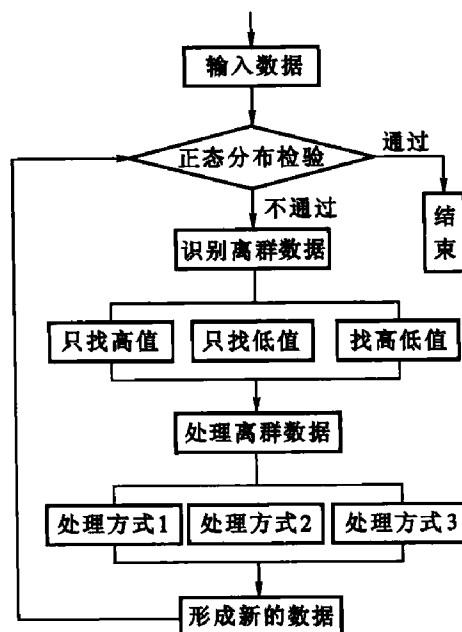 输入数据
正态分布检验
通过
不通过
结束
识别离群数据
只找高值
只找低值
找高低值
处理离群数据
处理方式1
处理方式2
处理方式3
形成新的数据